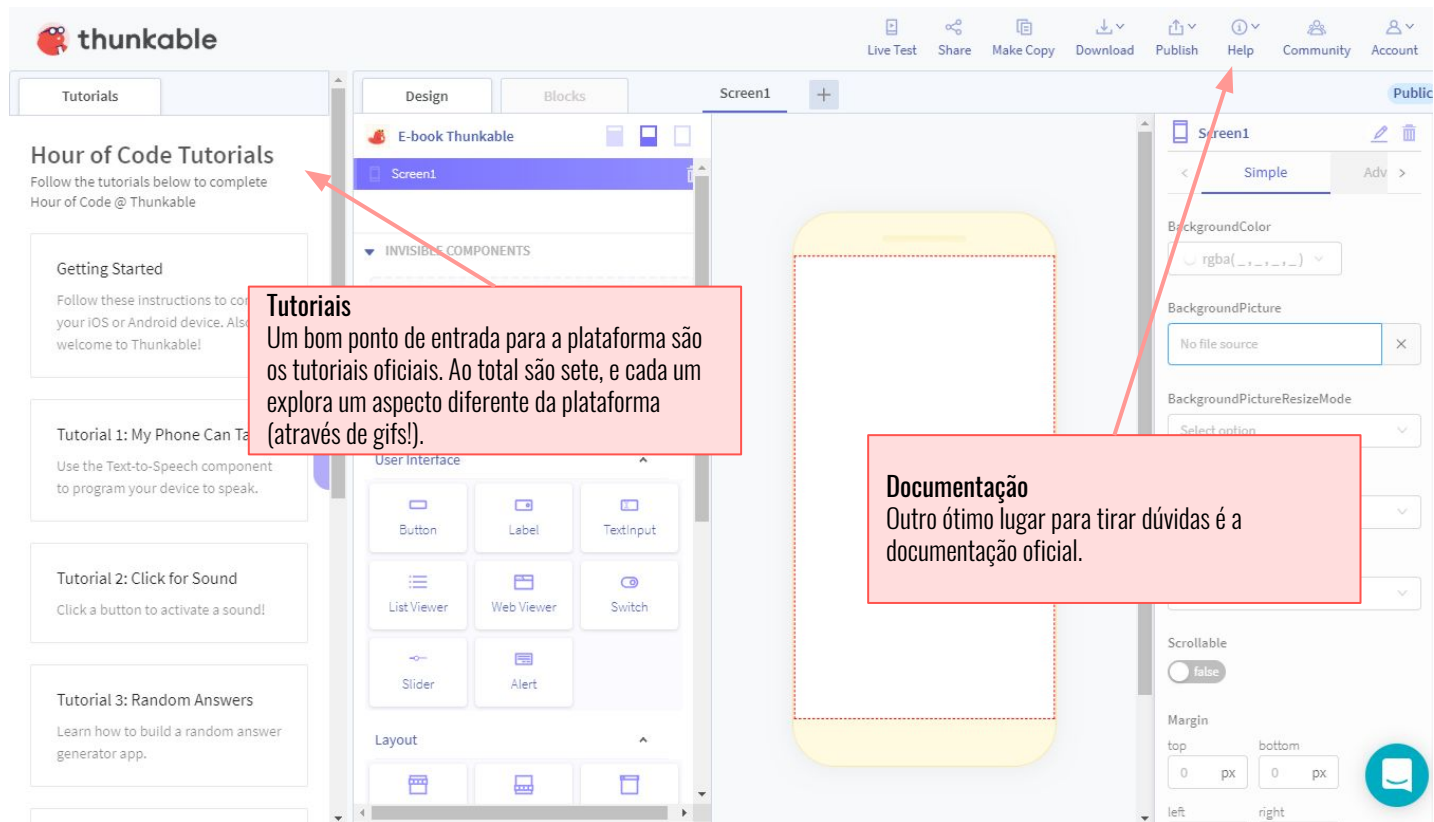 thunkable
Live Test
Share
Make Copy
Download
Publish
Help
Community
Account
Tutorials
Design
Blocks
Screen1
+
Public
Hour of Code Tutorials
Follow the tutorials below to complete
Hour of Code @ Thunkable
Getting Started
Follow these instructions to
your iOS or Android device.
welcome to Thunkable!
Tutorial 1: My Phone Can
Use the Text-to-Speech component
to program your device to speak.
Tutorial 2: Click for Sound
Click a button to activate a sound!
Tutorial 3: Random Answers
Learn how to build a random answer
generator app.
E-book Thunkable
Screen1
INVISIBLE COMPONENTS
Tutoriais
Um bom ponto de entrada para a plataforma são
os tutoriais oficiais. Ao total são sete, e cada um
explora um aspecto diferente da plataforma
(através de gifs!).
User Interface
Button
Label
TextInput
List Viewer
Web Viewer
Switch
Slider
Alert
Layout
Documentação
Outro ótimo lugar para tirar dúvidas é a
documentação oficial.
Screen1
Simple
Adv
BackgroundColor
rgba(_,_,_,_)
BackgroundPicture
No file source
BackgroundPictureResizeMode
Select option
Scrollable
false
Margin
top
bottom
0 px
0 px
left
right